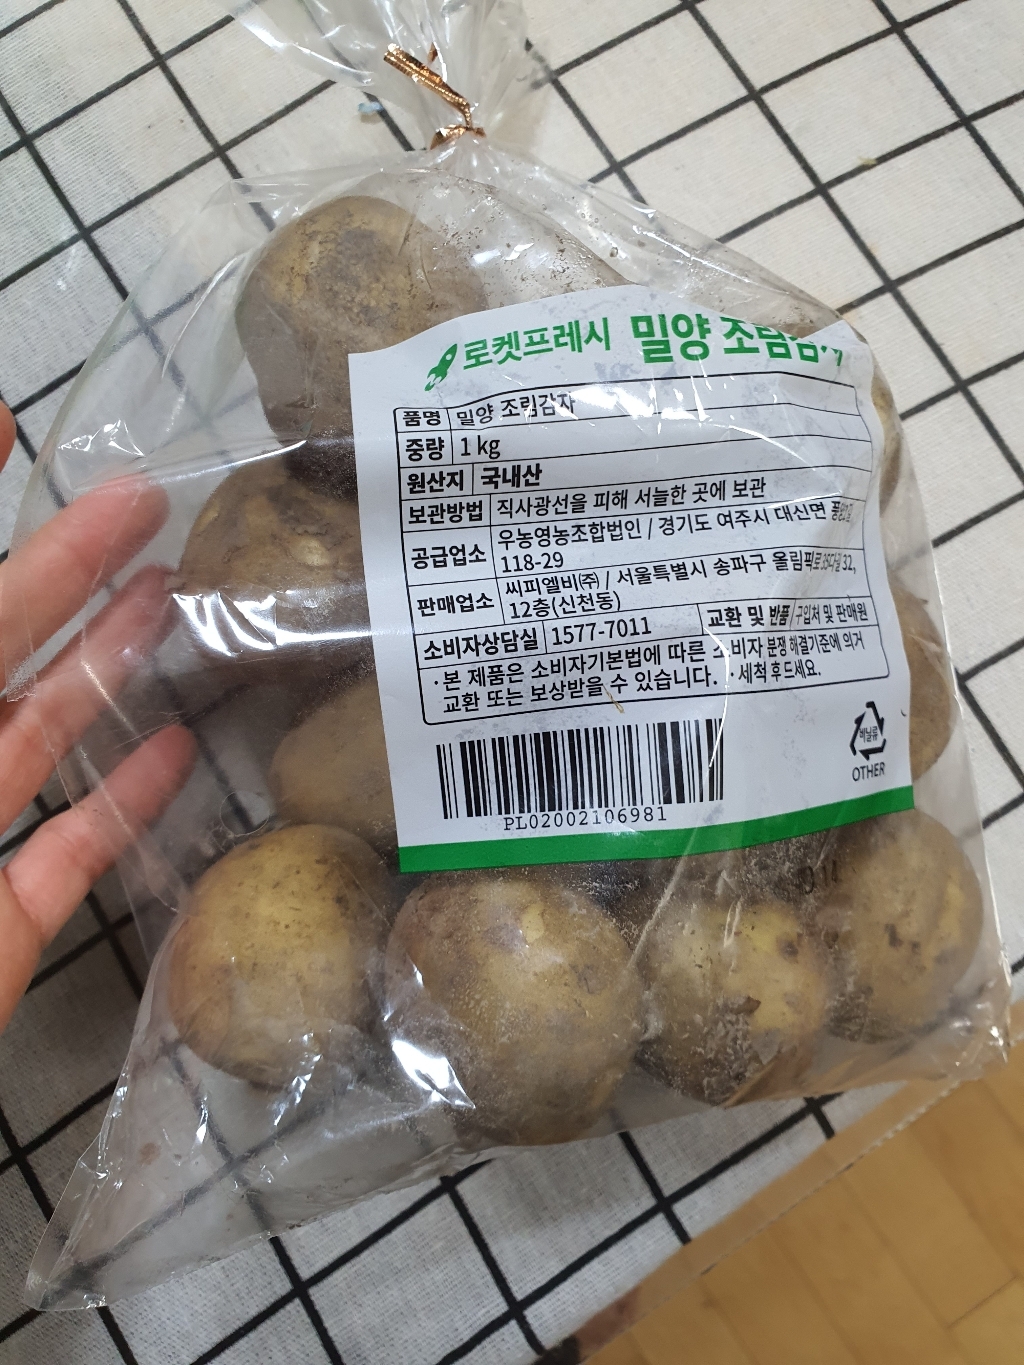 로켓프레시 밀양 조림감자
품명 밀양 조림감자
중량 1 kg
원산지 국내산
보관방법 직사광선을 피해 서늘한 곳에 보관
공급업소 우농영농조합법인 / 경기도 여주시 대신면
118-29
판매업소 씨피엘비(주) / 서울특별시 송파구 올림픽로35다길 32,
12층(신천동)
소비자상담실 1577-7011 교환 및 반품 구입처 및 판매원
·본 제품은 소비자기본법에 따른 소비자 분쟁 해결기준에 의거
교환 또는 보상받을 수 있습니다. ·세척 후 드세요.
비닐류
OTHER
PL02002106981